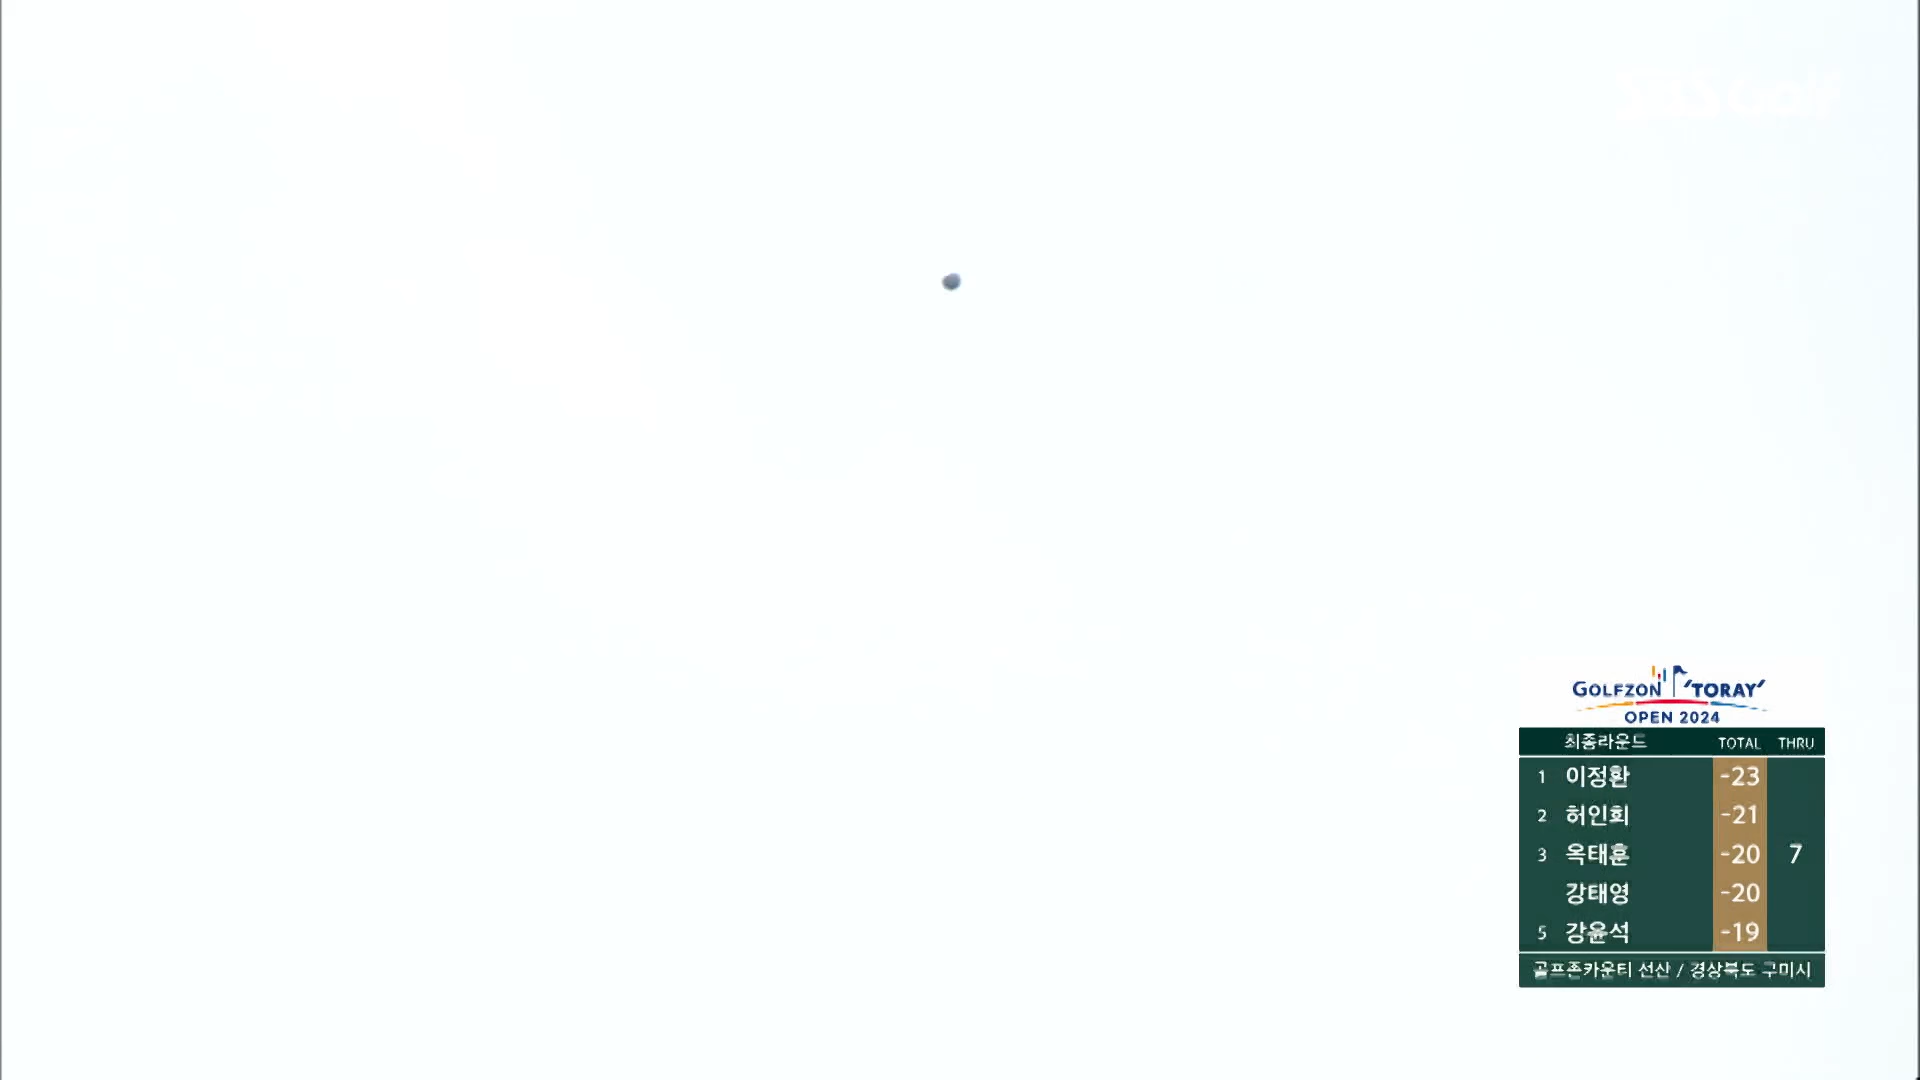 SBS Golf
GOLFZON 'TORAY'
OPEN 2024
최종라운드 TOTAL THRU
1 이정환 -23
2 허인회 -21
3 옥태훈 -20 7
강태영 -20
5 강윤석 -19
골프존카운티 선산 / 경상북도 구미시